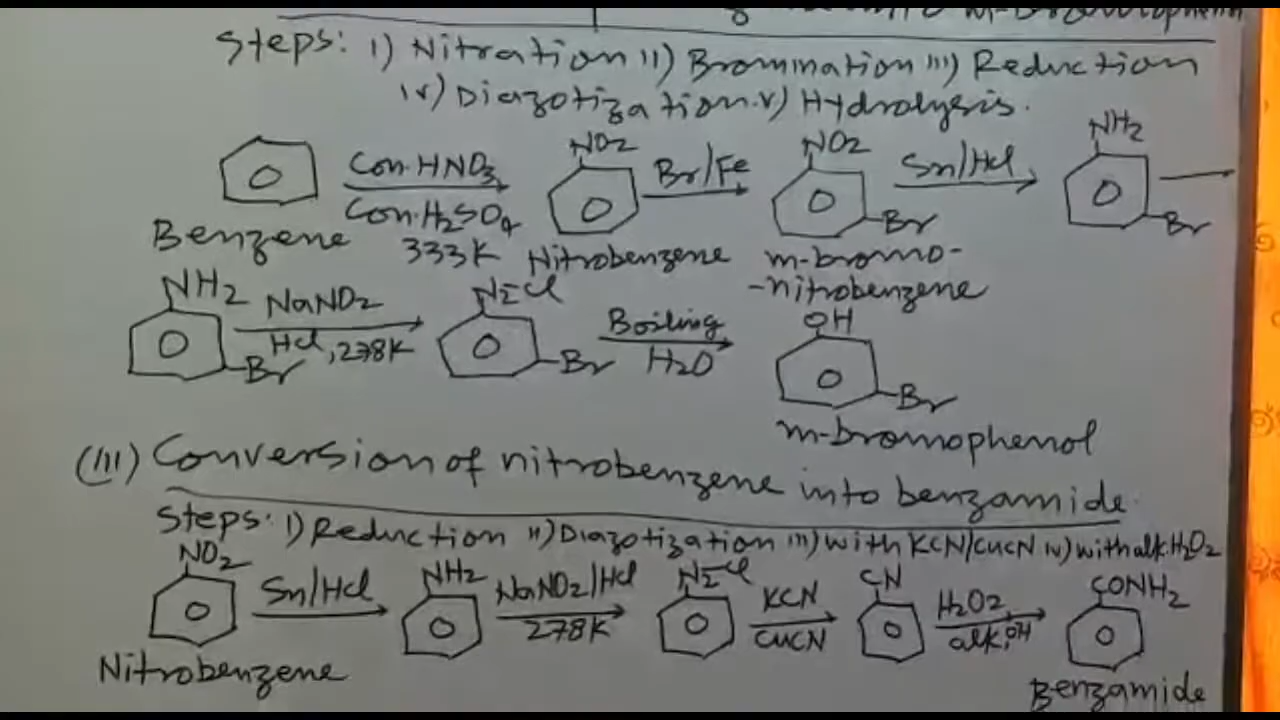 Steps: i) Nitration ii) Bromination iii) Reduction
iv) Diazotization. v) Hydrolysis.
NO2 NO2 NH2
Con. HNO3 Br/Fe Sn/Hcl
Con. H2SO4 Br Br
Benzene 333K Nitrobenzene m-bromo-
-nitrobenzene
NH2 NaNO2 N2Cl Boiling OH
Hcl, 278K H2O
Br Br Br
m-bromophenol
(iii) Conversion of nitrobenzene into benzamide.
Steps: i) Reduction ii) Diazotization iii) with KCN/CuCN iv) with alk. H2O2
NO2 NH2 N2Cl CN CONH2
Sn/Hcl NaNO2/Hcl KCN H2O2
278K CuCN alk, OH
Nitrobenzene Benzamide